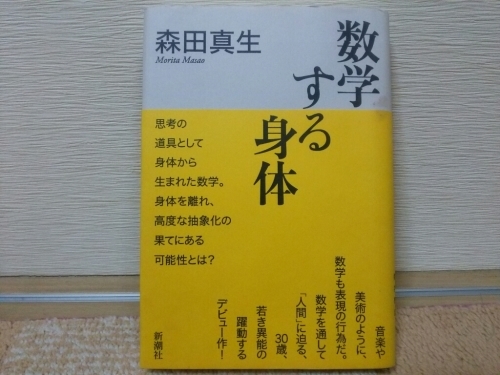 数学する身体
森田真生
Morita Masao
思考の
道具として
身体から
生まれた数学。
身体を離れ、
高度な抽象化の
果てにある
可能性とは?
音楽や
美術のように、
数学も表現の行為だ。
数学を通して
「人間」に迫る、
30歳、
若き異能の
躍動する
デビュー作!
新潮社